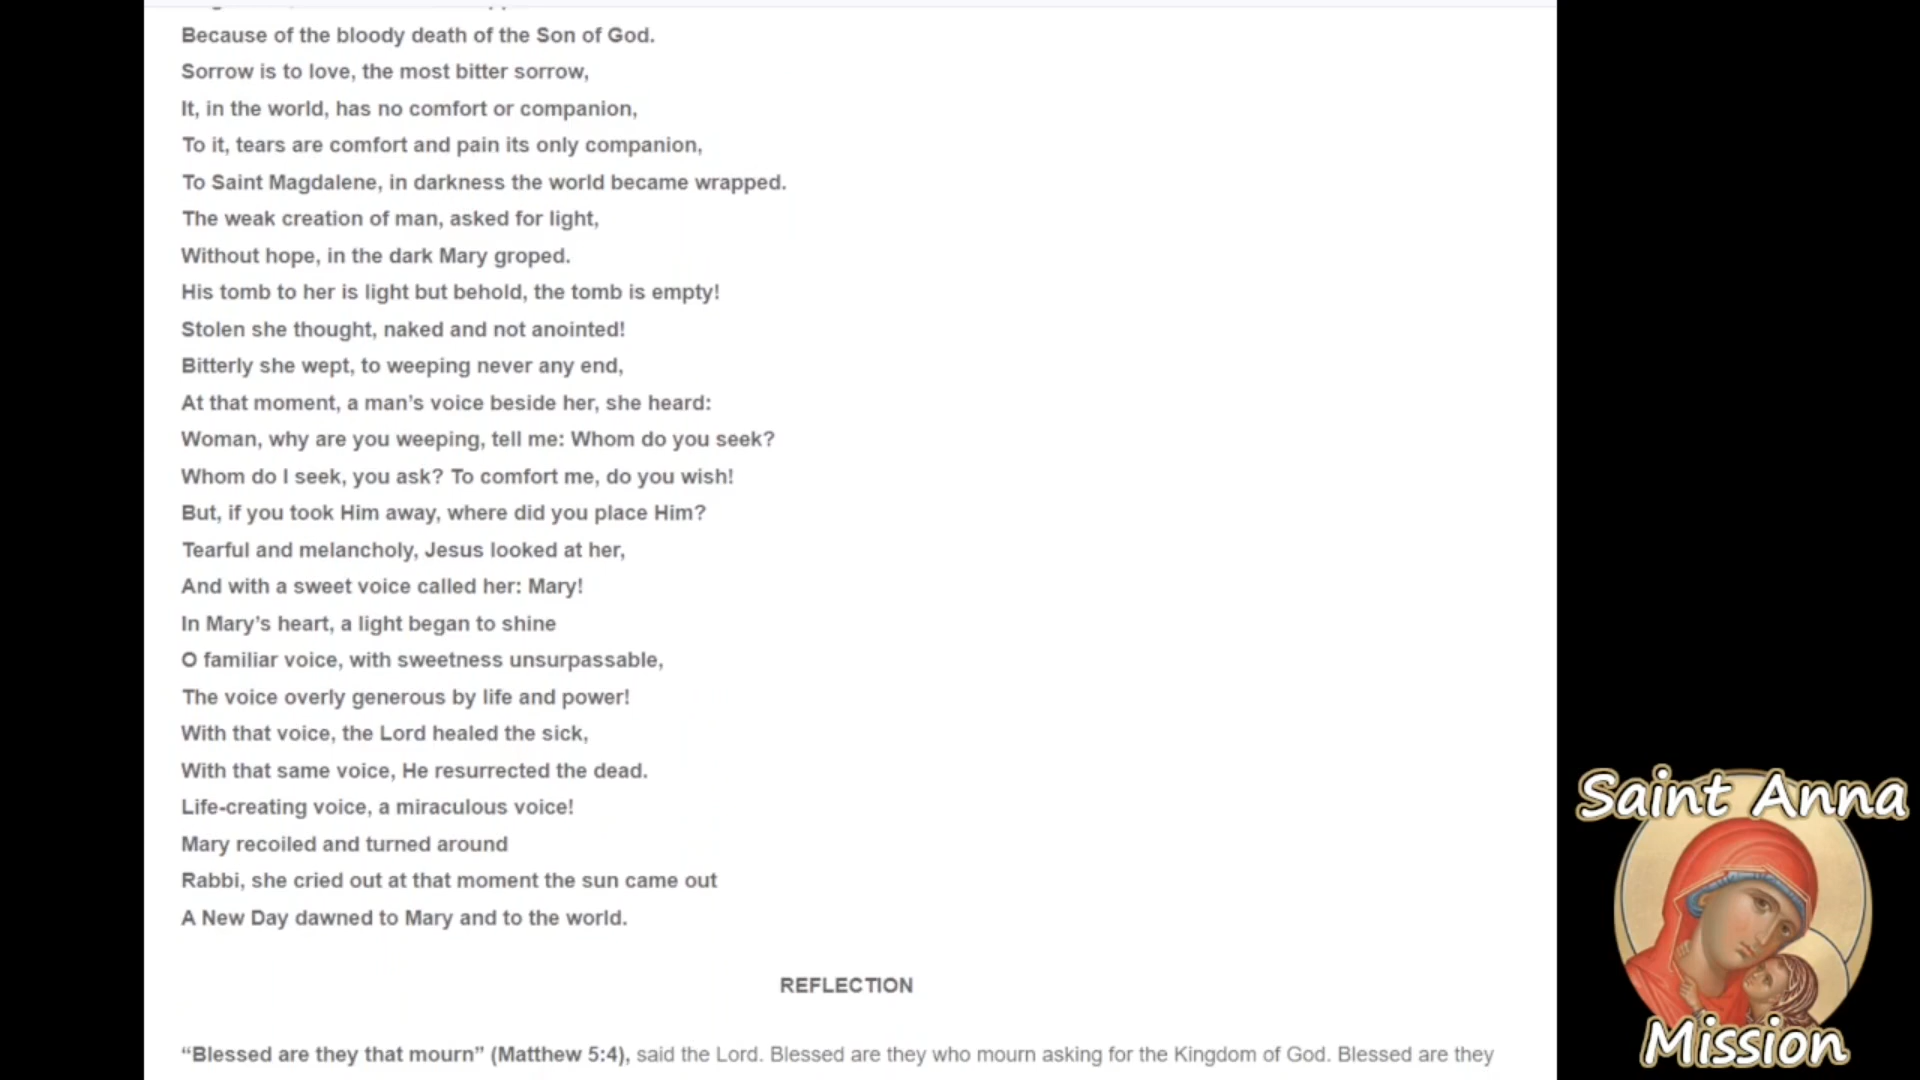 Because of the bloody death of the Son of God.
Sorrow is to love, the most bitter sorrow,
It, in the world, has no comfort or companion,
To it, tears are comfort and pain its only companion,
To Saint Magdalene, in darkness the world became wrapped.
The weak creation of man, asked for light,
Without hope, in the dark Mary groped.
His tomb to her is light but behold, the tomb is empty!
Stolen she thought, naked and not anointed!
Bitterly she wept, to weeping never any end,
At that moment, a man’s voice beside her, she heard:
Woman, why are you weeping, tell me: Whom do you seek?
Whom do I seek, you ask? To comfort me, do you wish!
But, if you took Him away, where did you place Him?
Tearful and melancholy, Jesus looked at her,
And with a sweet voice called her: Mary!
In Mary’s heart, a light began to shine
O familiar voice, with sweetness unsurpassable,
The voice overly generous by life and power!
With that voice, the Lord healed the sick,
With that same voice, He resurrected the dead.
Life-creating voice, a miraculous voice!
Mary recoiled and turned around
Rabbi, she cried out at that moment the sun came out
A New Day dawned to Mary and to the world.
REFLECTION
“Blessed are they that mourn” (Matthew 5:4), said the Lord. Blessed are they who mourn asking for the Kingdom of God. Blessed are they
Saint Anna
Mission